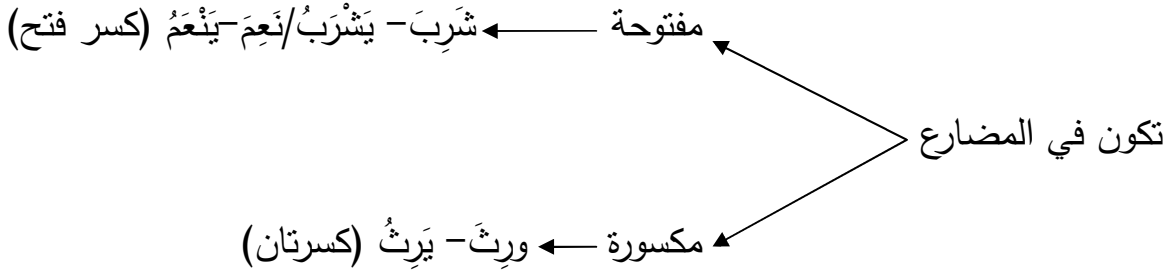 مفتوحة شَرِبَ- يَشْرَبُ/نَعِمَ-يَنْعَمُ (كسر فتح)
تكون في المضارع
مكسورة ورِثَ- يَرِثُ (كسرتان)